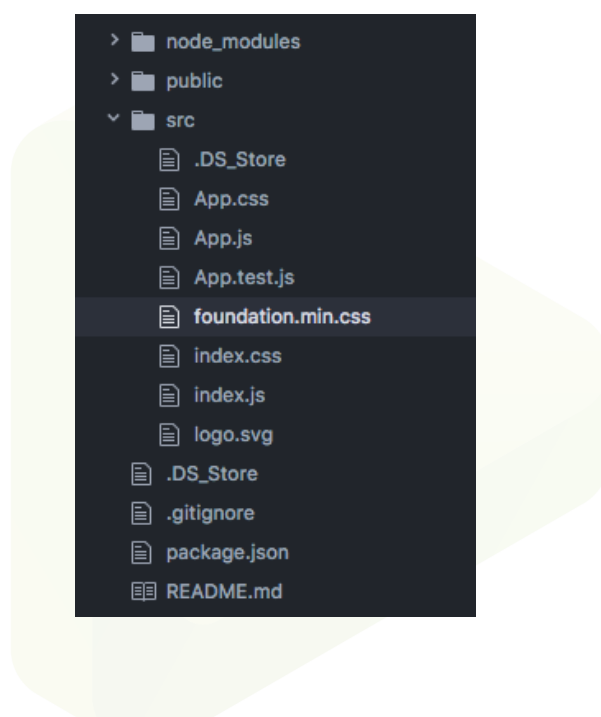 node_modules
public
src
.DS_Store
App.css
App.js
App.test.js
foundation.min.css
index.css
index.js
logo.svg
.DS_Store
.gitignore
package.json
README.md